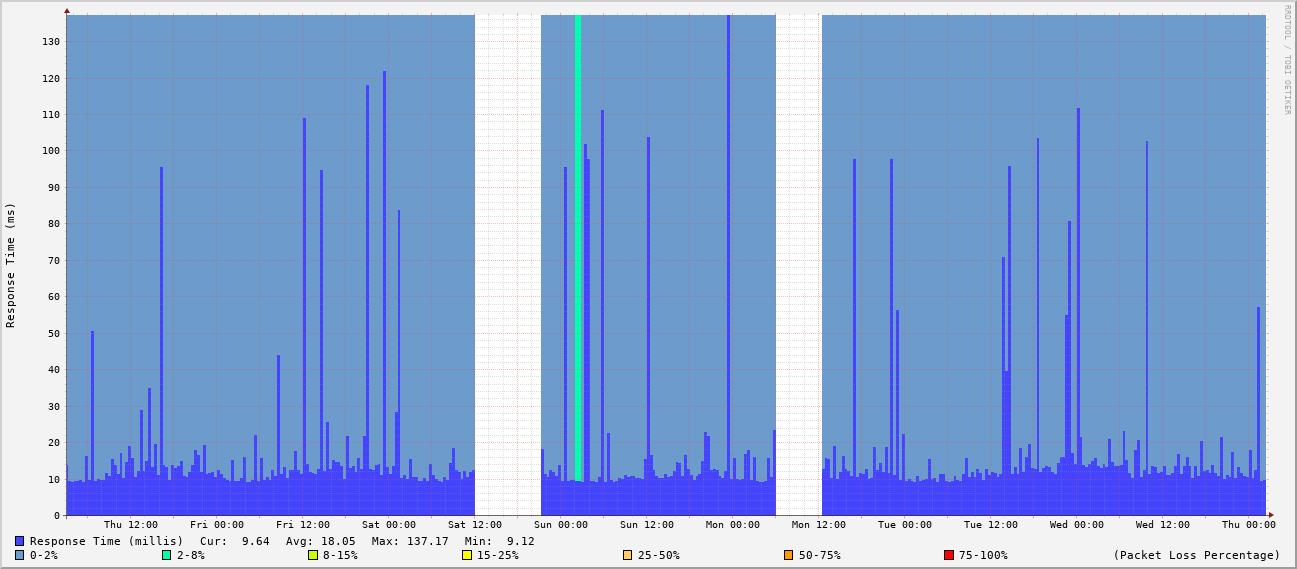 RRDTOOL / TOBI OETIKER
Response Time (ms)
130
120
110
100
90
80
70
60
50
40
30
20
10
0
Thu 12:00 Fri 00:00 Fri 12:00 Sat 00:00 Sat 12:00 Sun 00:00 Sun 12:00 Mon 00:00 Mon 12:00 Tue 00:00 Tue 12:00 Wed 00:00 Wed 12:00 Thu 00:00
Response Time (millis) Cur: 9.64 Avg: 18.05 Max: 137.17 Min: 9.12
0-2% 2-8% 8-15% 15-25% 25-50% 50-75% 75-100% (Packet Loss Percentage)